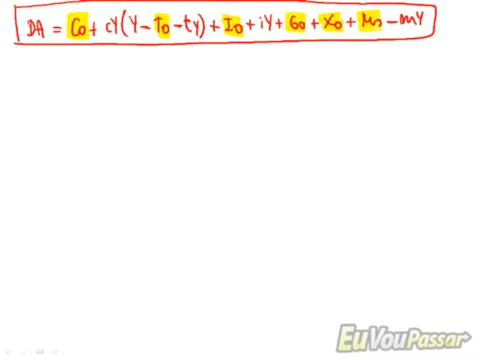 DA = C₀ + cY(Y - T₀ - tY) + I₀ + iY + G₀ + X₀ + M₀ - mY
EuVouPassar